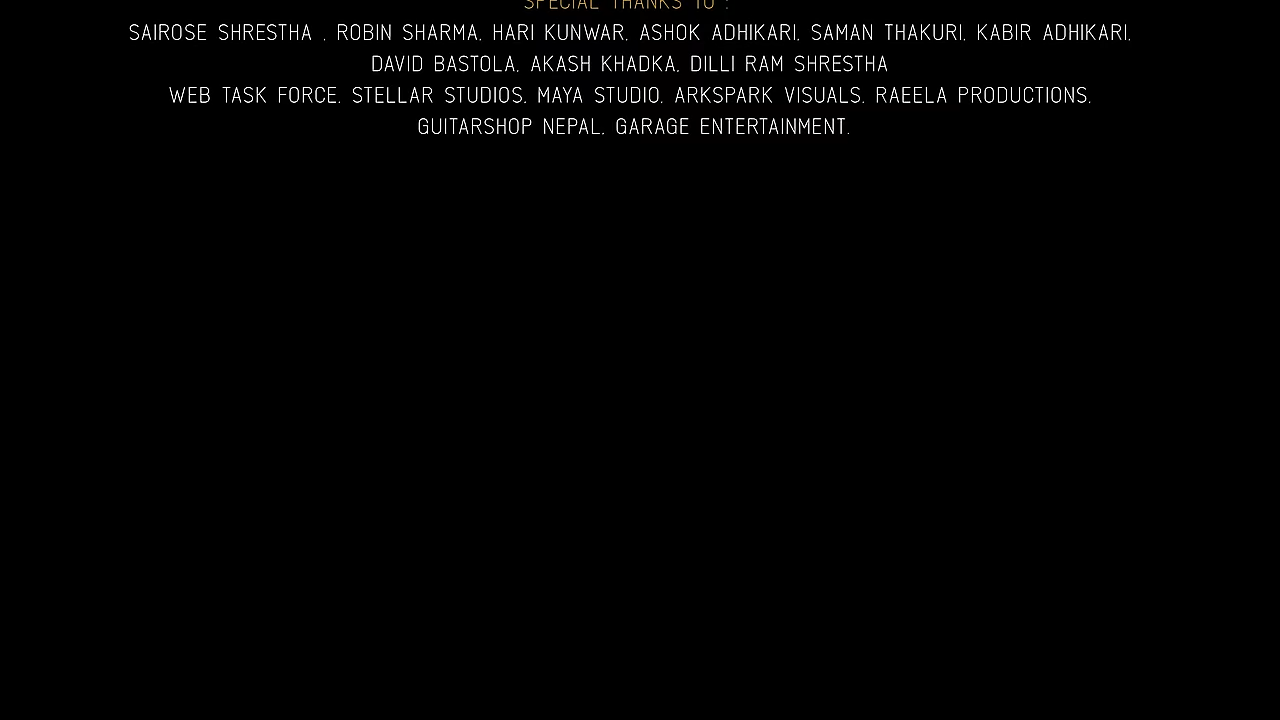 SPECIAL THANKS TO :
SAIROSE SHRESTHA , ROBIN SHARMA, HARI KUNWAR, ASHOK ADHIKARI, SAMAN THAKURI, KABIR ADHIKARI,
DAVID BASTOLA, AKASH KHADKA, DILLI RAM SHRESTHA
WEB TASK FORCE, STELLAR STUDIOS, MAYA STUDIO, ARKSPARK VISUALS, RAEELA PRODUCTIONS,
GUITARSHOP NEPAL, GARAGE ENTERTAINMENT.